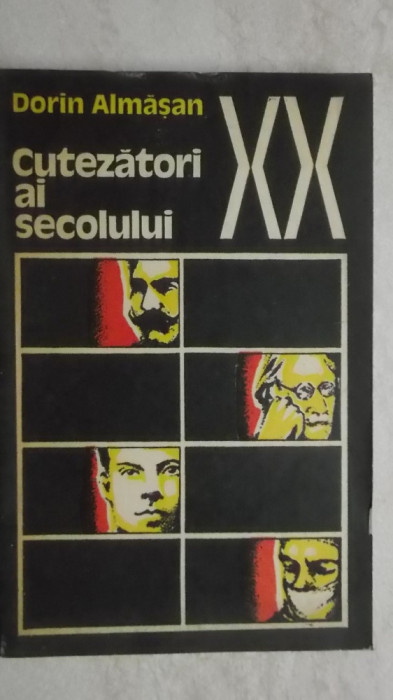 Dorin Almășan
Cutezători
ai
secolului
XX